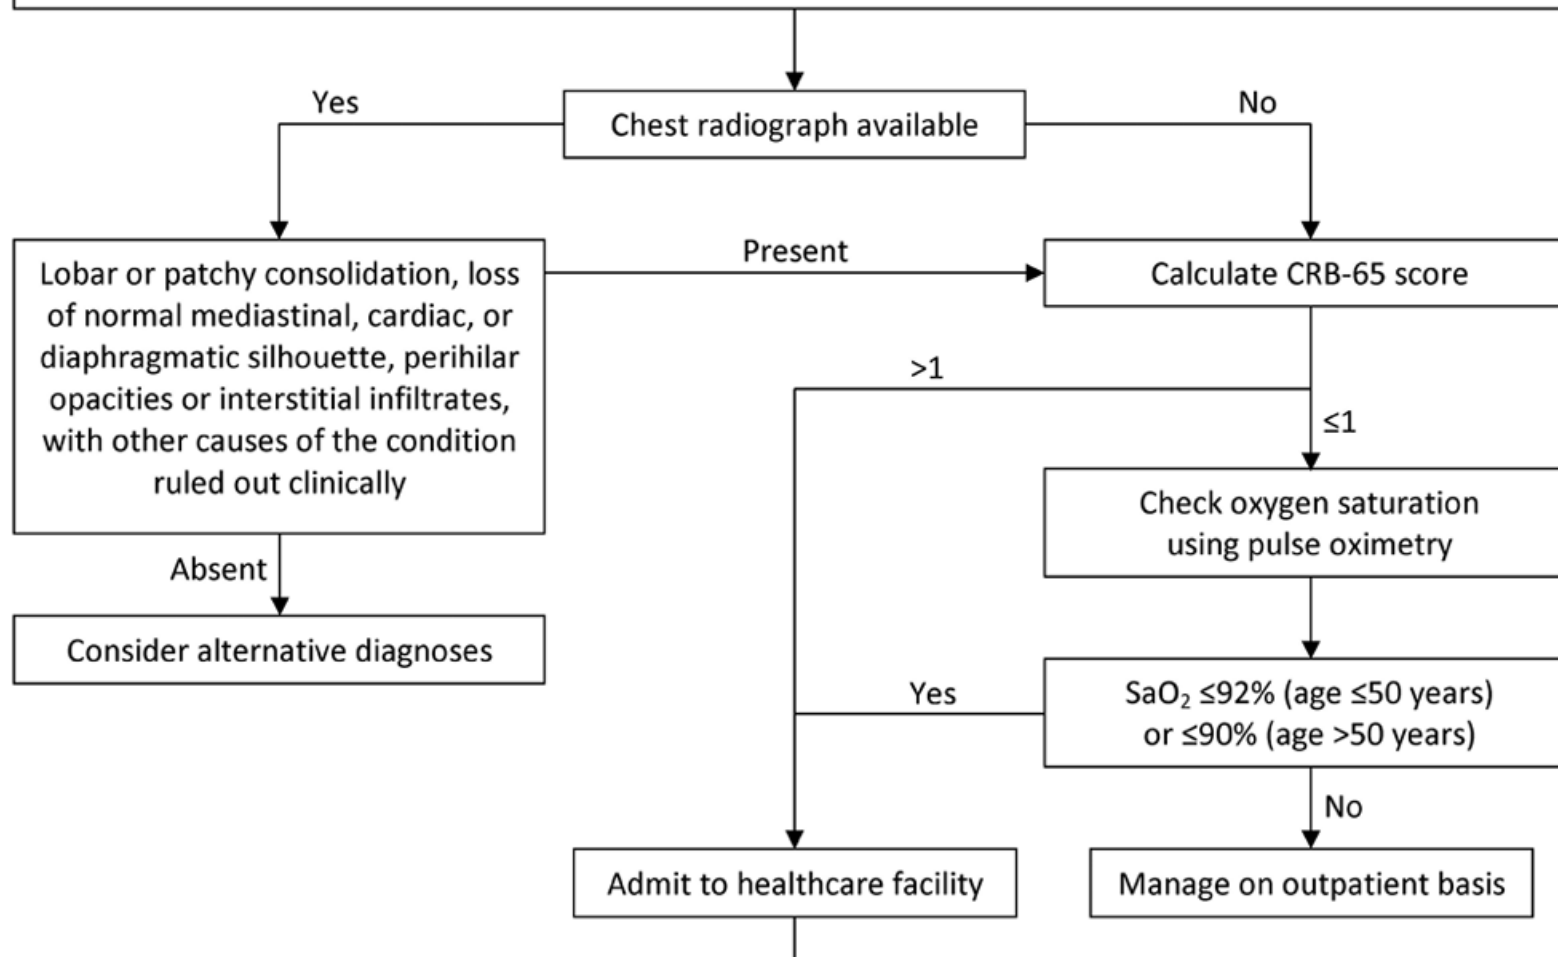 Yes
Chest radiograph available
No
Lobar or patchy consolidation, loss
of normal mediastinal, cardiac, or
diaphragmatic silhouette, perihilar
opacities or interstitial infiltrates,
with other causes of the condition
ruled out clinically
Present
Calculate CRB-65 score
>1
≤1
Check oxygen saturation
using pulse oximetry
Absent
Consider alternative diagnoses
Yes
SaO₂ ≤92% (age ≤50 years)
or ≤90% (age >50 years)
No
Admit to healthcare facility
Manage on outpatient basis